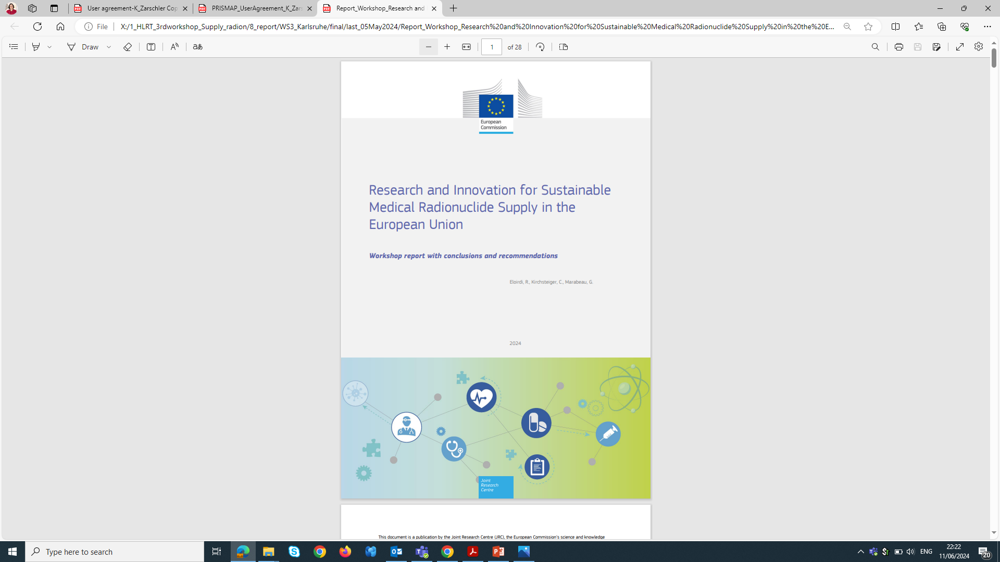 User agreement-K_Zarschler Cop
PRISMAP_UserAgreement_K_Zars
Report_Workshop_Research and
File
X:/1_HLRT_3rdworkshop_Supply_radion/8_report/WS3_Karlsruhe/final/last_05May2024/Report_Workshop_Research%20and%20Innovation%20for%20Sustainable%20Medical%20Radionuclide%20Supply%20in%20the%20E...
Draw
aあ
1 of 28
European
Commission
Research and Innovation for Sustainable
Medical Radionuclide Supply in the
European Union
Workshop report with conclusions and recommendations
Eloirdi, R., Kirchsteiger, C., Marabeau, G.
2024
Joint
Research
Centre
This document is a publication by the Joint Research Centre (JRC), the European Commission's science and knowledge
Type here to search
ENG
22:22
11/06/2024
20